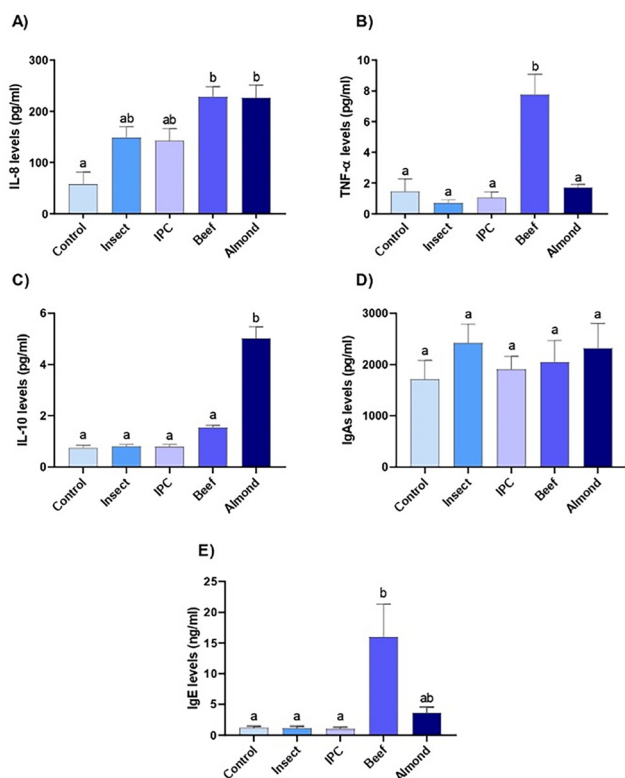 A)
IL-8 levels (pg/ml)
300
200
100
0
a
ab
ab
b
b
Control
Insect
IPC
Beef
Almond
B)
TNF-α levels (pg/ml)
10
8
6
4
2
0
a
a
a
b
a
Control
Insect
IPC
Beef
Almond
C)
IL-10 levels (pg/ml)
6
4
2
0
a
a
a
a
b
Control
Insect
IPC
Beef
Almond
D)
IgAs levels (pg/ml)
3000
2000
1000
0
a
a
a
a
a
Control
Insect
IPC
Beef
Almond
E)
IgE levels (ng/ml)
25
20
15
10
5
0
a
a
a
b
ab
Control
Insect
IPC
Beef
Almond